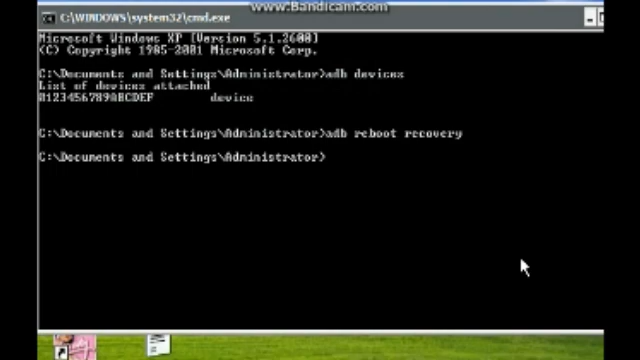 www.Bandicam.com
C:\WINDOWS\system32\cmd.exe
Microsoft Windows XP [Version 5.1.2600]
(C) Copyright 1985-2001 Microsoft Corp.
C:\Documents and Settings\Administrator>adb devices
List of devices attached
0123456789ABCDEF device
C:\Documents and Settings\Administrator>adb reboot recovery
C:\Documents and Settings\Administrator>